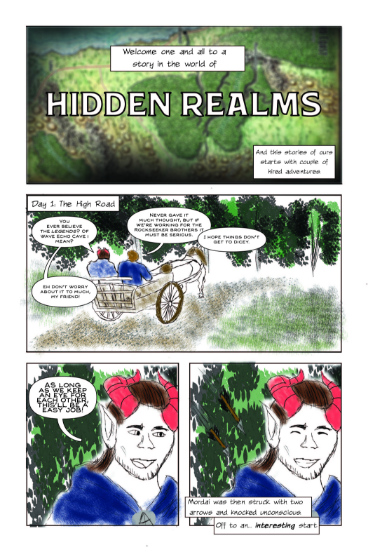 Welcome one and all to a
story in the world of
HIDDEN REALMS
And this stories of ours
starts with couple of
hired adventures.
Day 1: The High Road
YOU
EVER BELIEVE
THE LEGENDS? OF
WAVE ECHO CAVE I
MEAN?
NEVER GAVE IT
MUCH THOUGHT, BUT IF
WE'RE WORKING FOR THE
ROCKSEEKER BROTHERS IT
MUST BE SERIOUS.
I HOPE THINGS DON'T
GET TO DICEY.
EH DON'T WORRY
ABOUT IT TO MUCH,
MY FRIEND!
AS LONG
AS WE KEEP
AN EYE FOR
EACH OTHER,
THIS'LL BE A
EASY JOB!
Mordai was then struck with two
arrows and knocked unconscious.
Off to an... interesting start